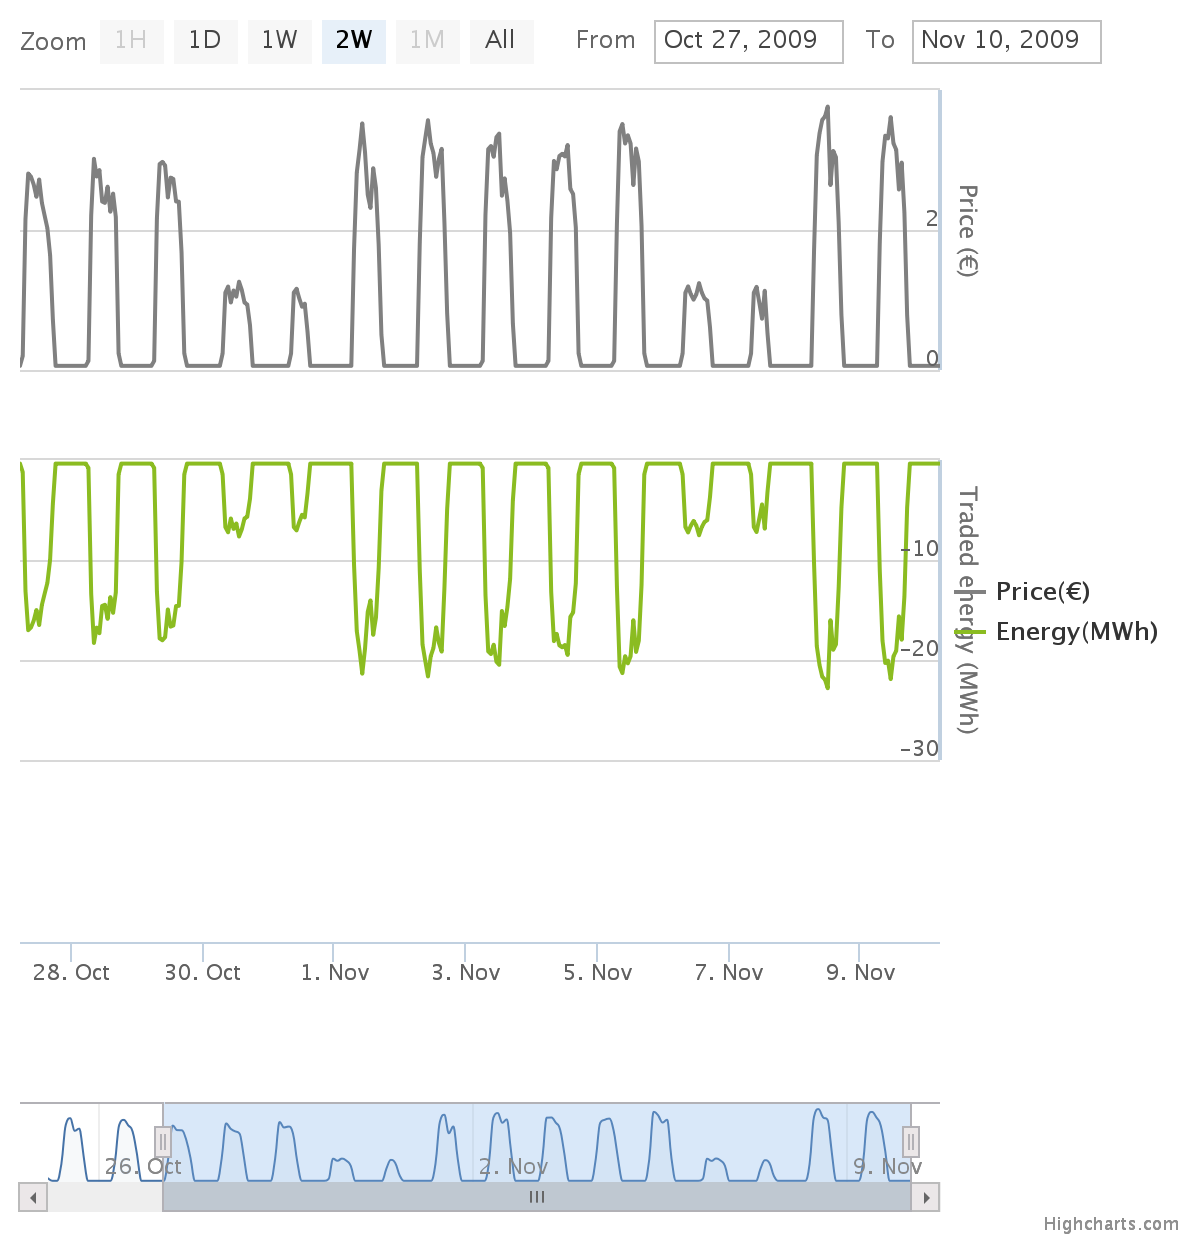 Zoom 1H 1D 1W 2W 1M All From Oct 27, 2009 To Nov 10, 2009
2
0
Price (€)
-10
-20
-30
Traded energy (MWh)
Price(€)
Energy(MWh)
28. Oct 30. Oct 1. Nov 3. Nov 5. Nov 7. Nov 9. Nov
26. Oct 2. Nov 9. Nov
Highcharts.com